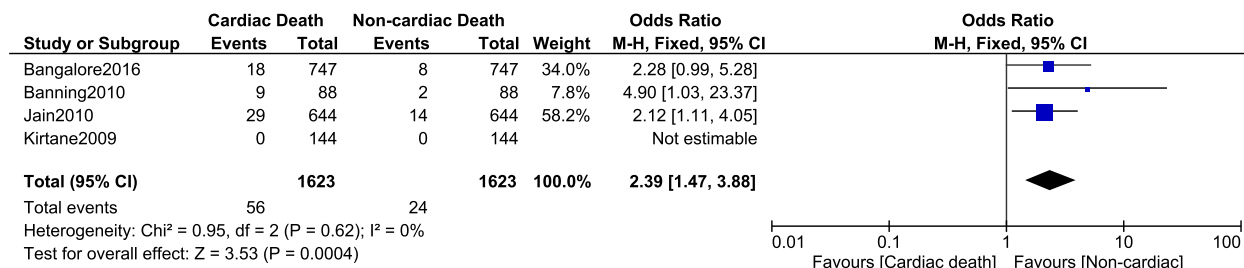 Cardiac Death Non-cardiac Death Odds Ratio Odds Ratio
Study or Subgroup Events Total Events Total Weight M-H, Fixed, 95% CI M-H, Fixed, 95% CI
Bangalore2016 18 747 8 747 34.0% 2.28 [0.99, 5.28]
Banning2010 9 88 2 88 7.8% 4.90 [1.03, 23.37]
Jain2010 29 644 14 644 58.2% 2.12 [1.11, 4.05]
Kirtane2009 0 144 0 144 Not estimable
Total (95% CI) 1623 1623 100.0% 2.39 [1.47, 3.88]
Total events 56 24
Heterogeneity: Chi² = 0.95, df = 2 (P = 0.62); I² = 0%
Test for overall effect: Z = 3.53 (P = 0.0004)
0.01 0.1 1 10 100
Favours [Cardiac death] Favours [Non-cardiac]